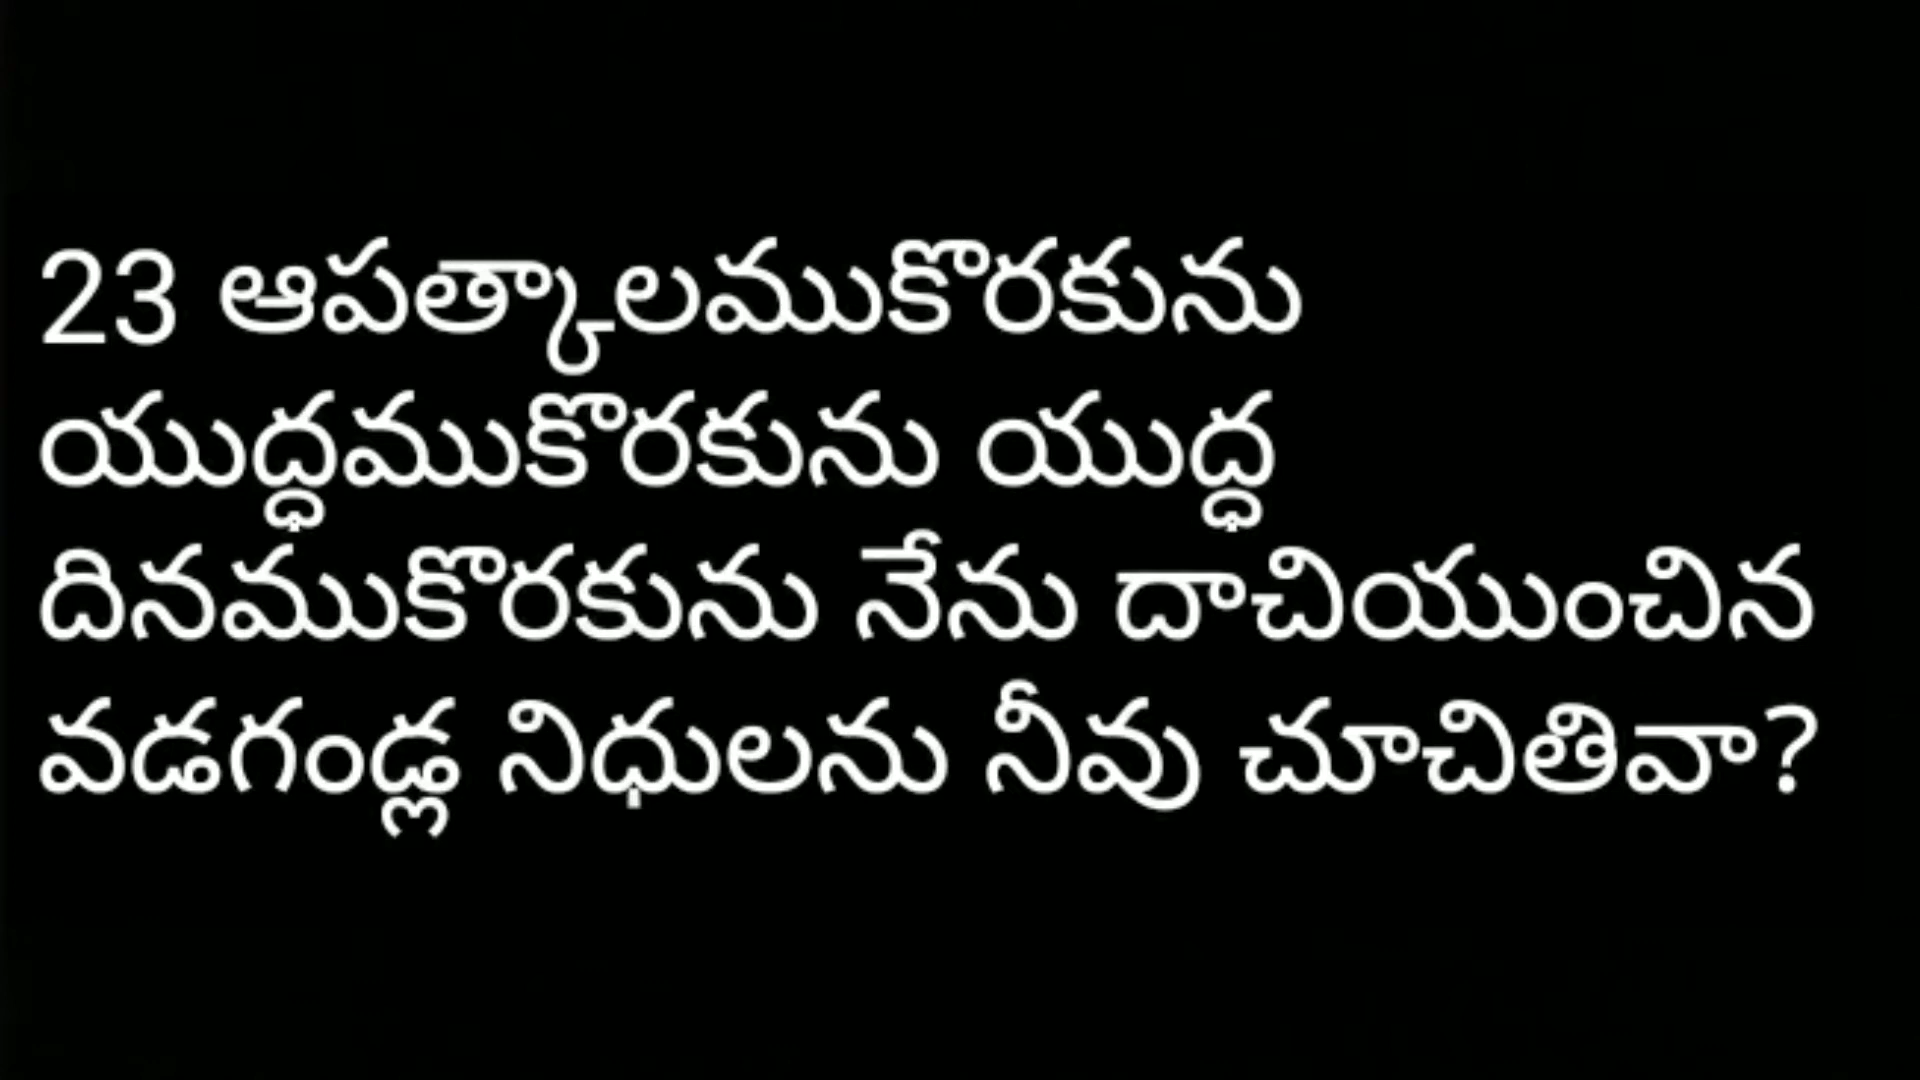 23 ఆపత్కాలముకొరకును
యుద్ధముకొరకును యుద్ధ
దినముకొరకును నేను దాచియుంచిన
వడగండ్ల నిధులను నీవు చూచితివా?